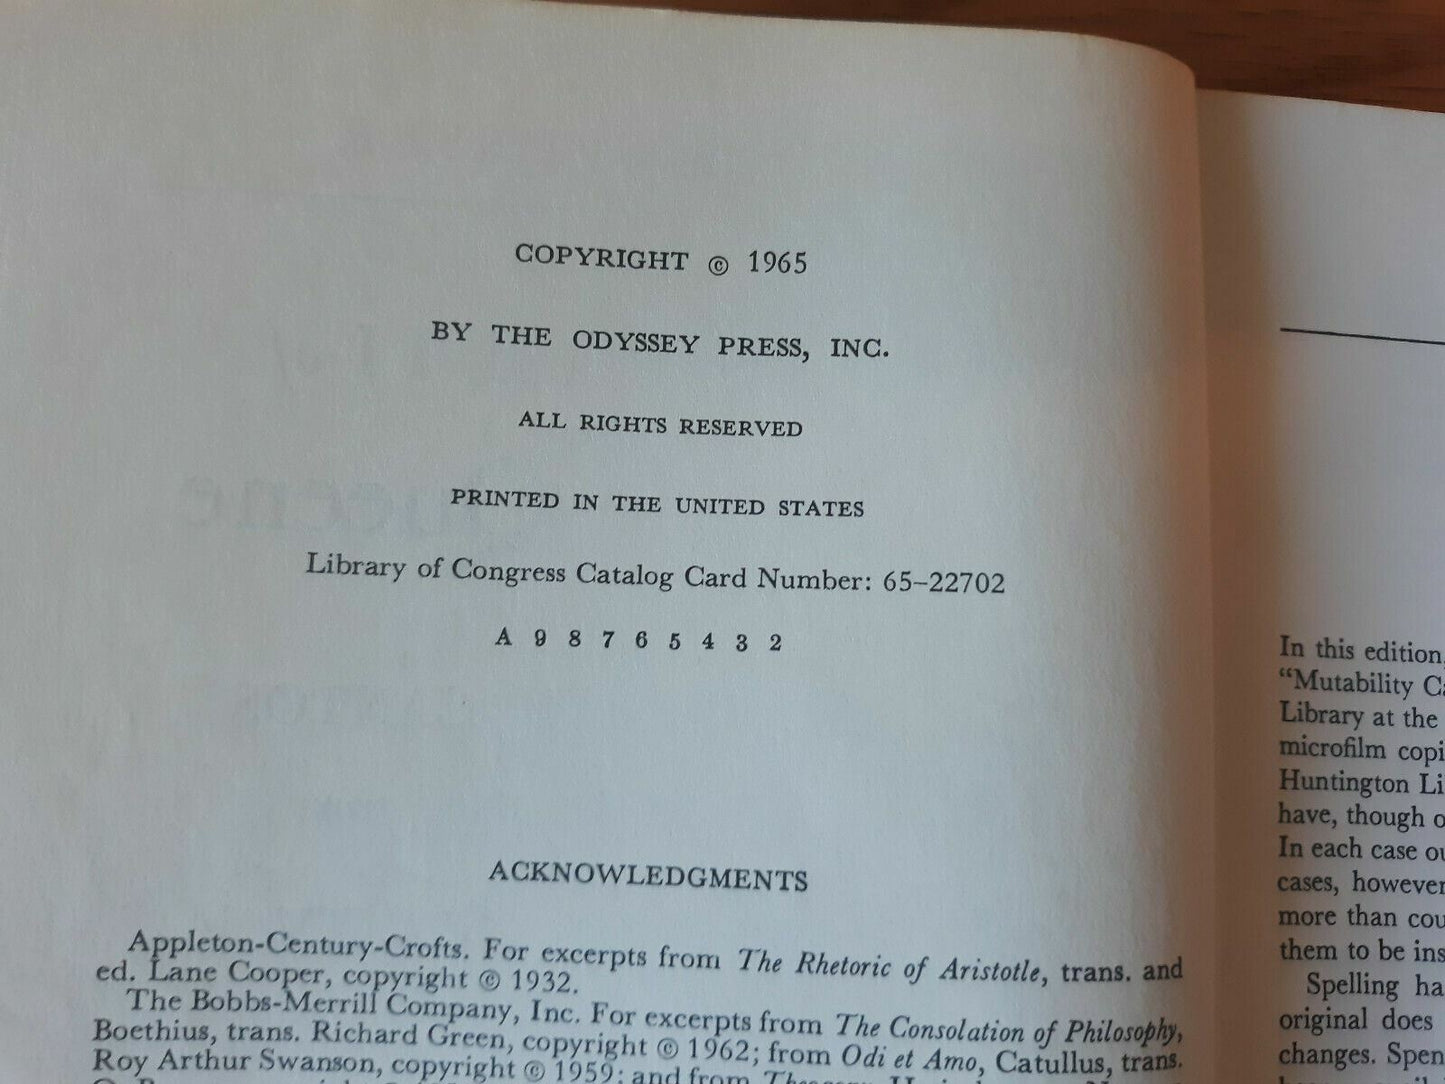 COPYRIGHT © 1965
BY THE ODYSSEY PRESS, INC.
ALL RIGHTS RESERVED
PRINTED IN THE UNITED STATES
Library of Congress Catalog Card Number: 65–22702
A 9 8 7 6 5 4 3 2
ACKNOWLEDGMENTS
Appleton-Century-Crofts. For excerpts from The Rhetoric of Aristotle, trans. and
ed. Lane Cooper, copyright © 1932.
The Bobbs-Merrill Company, Inc. For excerpts from The Consolation of Philosophy,
Boethius, trans. Richard Green, copyright © 1962; from Odi et Amo, Catullus, trans.
Roy Arthur Swanson, copyright © 1959; and from
In this edition,
“Mutability
Library at the
microfilm
Huntington
have, though
In each case
cases, however
more than
them to be
Spelling
original does
changes.